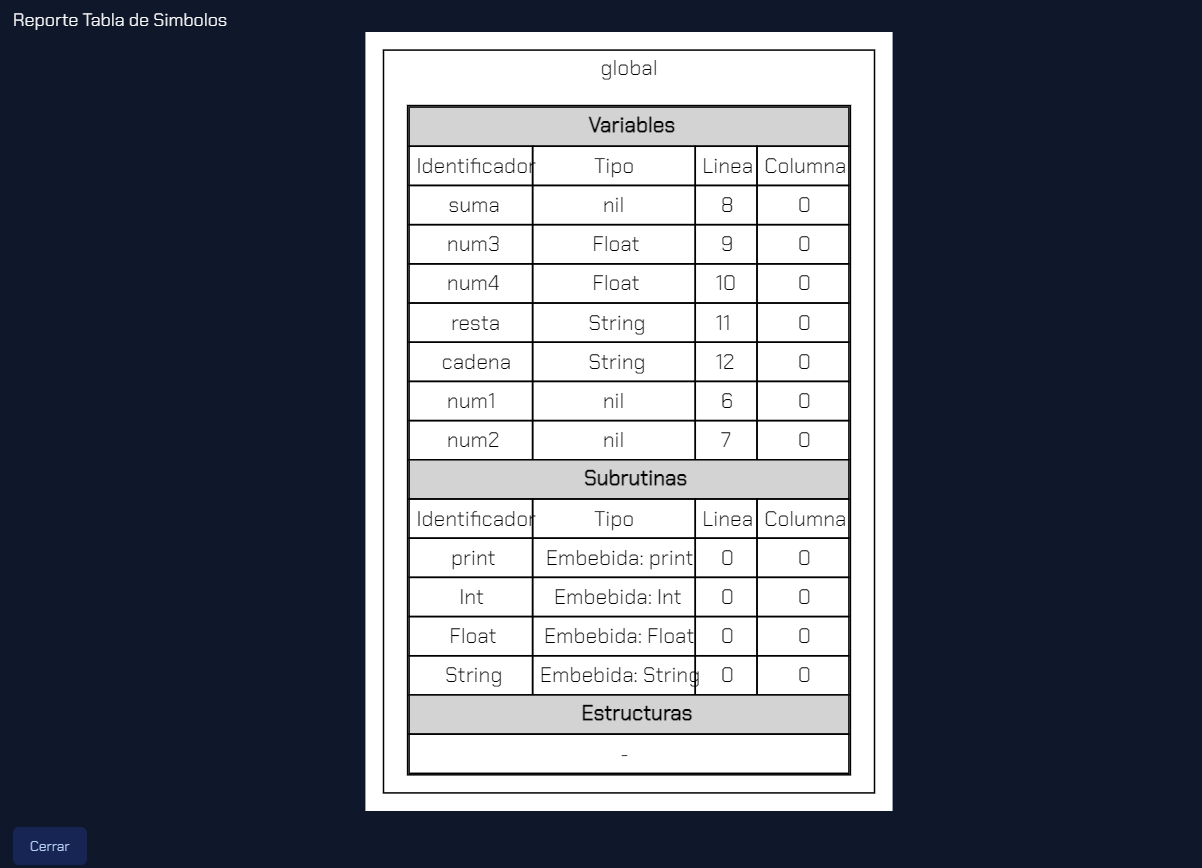 Reporte Tabla de Simbolos
global
Variables
Identificador Tipo Linea Columna
suma nil 8 0
num3 Float 9 0
num4 Float 10 0
resta String 11 0
cadena String 12 0
num1 nil 6 0
num2 nil 7 0
Subrutinas
Identificador Tipo Linea Columna
print Embebida: print 0 0
Int Embebida: Int 0 0
Float Embebida: Float 0 0
String Embebida: String 0 0
Estructuras
-
Cerrar